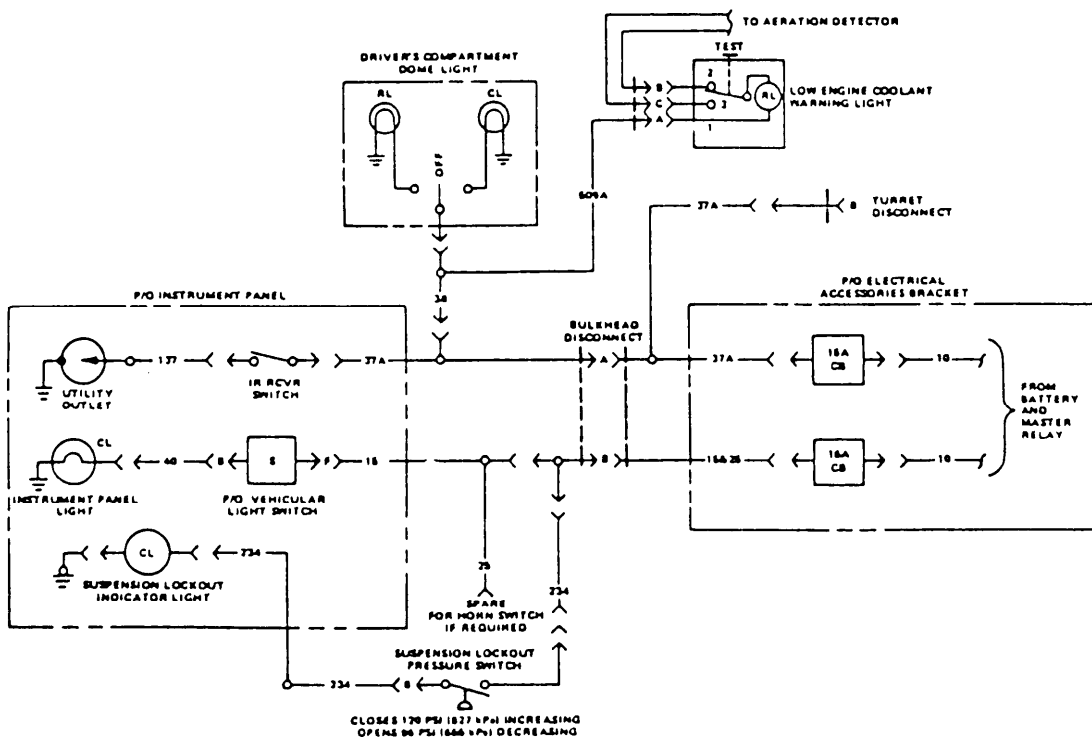 TO AERATION DETECTOR
TEST
DRIVER'S COMPARTMENT
DOME LIGHT
RL
CL
OFF
2
B
C
A
3
1
RL
LOW ENGINE COOLANT
WARNING LIGHT
509A
37A
B
TURRET
DISCONNECT
P/O INSTRUMENT PANEL
38
BULKHEAD
DISCONNECT
P/O ELECTRICAL
ACCESSORIES BRACKET
137
37A
A
37A
15A
CB
10
UTILITY
OUTLET
IR RCVR
SWITCH
FROM
BATTERY
AND
MASTER
RELAY
CL
40
B
S
F
15
B
15&25
15A
CB
10
INSTRUMENT PANEL
LIGHT
P/O VEHICULAR
LIGHT SWITCH
CL
234
SUSPENSION LOCKOUT
INDICATOR LIGHT
25
234
SPARE
FOR HORN SWITCH
IF REQUIRED
SUSPENSION LOCKOUT
PRESSURE SWITCH
234
B
CLOSES 120 PSI (827 kPa) INCREASING
OPENS PSI kPa) DECREASING